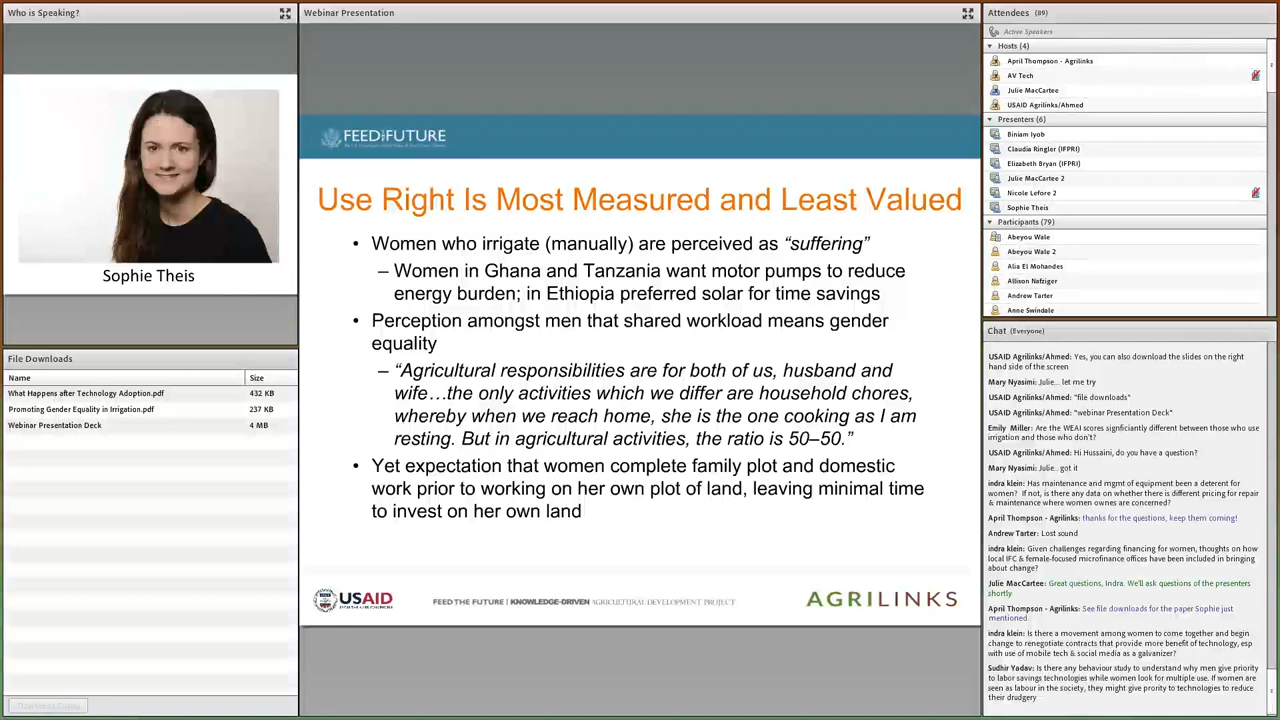 Who is Speaking?
Sophie Theis
File Downloads
Name Size
What Happens after Technology Adoption.pdf 432 KB
Promoting Gender Equality in Irrigation.pdf 237 KB
Webinar Presentation Deck 4 MB
Webinar Presentation
FEED THE FUTURE
Use Right Is Most Measured and Least Valued
• Women who irrigate (manually) are perceived as “suffering”
– Women in Ghana and Tanzania want motor pumps to reduce
energy burden; in Ethiopia preferred solar for time savings
• Perception amongst men that shared workload means gender
equality
– “Agricultural responsibilities are for both of us, husband and
wife…the only activities which we differ are household chores,
whereby when we reach home, she is the one cooking as I am
resting. But in agricultural activities, the ratio is 50–50.”
• Yet expectation that women complete family plot and domestic
work prior to working on her own plot of land, leaving minimal time
to invest on her own land
USAID
FEED THE FUTURE | KNOWLEDGE-DRIVEN AGRICULTURAL DEVELOPMENT PROJECT
AGRILINKS
Attendees (89)
Active Speakers
Hosts (4)
April Thompson - Agrilinks
AV Tech
Julie MacCartee
USAID Agrilinks/Ahmed
Presenters (6)
Biniam Iyob
Claudia Ringler (IFPRI)
Elizabeth Bryan (IFPRI)
Julie MacCartee 2
Nicole Lefore 2
Sophie Theis
Participants (79)
Abeyou Wale
Abeyou Wale 2
Alia El Mohandes
Allison Nafziger
Andrew Tarter
Anne Swindale
Chat (Everyone)
USAID Agrilinks/Ahmed: Yes, you can also download the slides on the right
hand side of the screen
Mary Nyasimi: Julie... let me try
USAID Agrilinks/Ahmed: "file downloads"
USAID Agrilinks/Ahmed: "webinar Presentation Deck"
Emily Miller: Are the WEAI scores signficiantly different between those who use
irrigation and those who don't?
USAID Agrilinks/Ahmed: Hi Hussaini, do you have a question?
Mary Nyasimi: Julie.. got it
indra klein: Has maintenance and mgmt of equipment been a deterent for
women? If not, is there any data on whether there is different pricing for repair
& maintenance where women ownes are concerned?
April Thompson - Agrilinks: thanks for the questions, keep them coming!
Andrew Tarter: Lost sound
indra klein: Given challenges regarding financing for women, thoughts on how
local IFC & female-focused microfinance offices have been included in bringing
about change?
Julie MacCartee: Great questions, Indra. We'll ask questions of the presenters
shortly
April Thompson - Agrilinks: See file downloads for the paper Sophie just
mentioned.
indra klein: Is there a movement among women to come together and begin
change to renegotiate contracts that provide more benefit of technology, esp
with use of mobile tech & social media as a galvanizer?
Sudhir Yadav: Is there any behaviour study to understand why men give priority
to labor savings technologies while women look for multiple use. If women are
seen as labour in the society, they might give prority to technologies to reduce
their drudgery